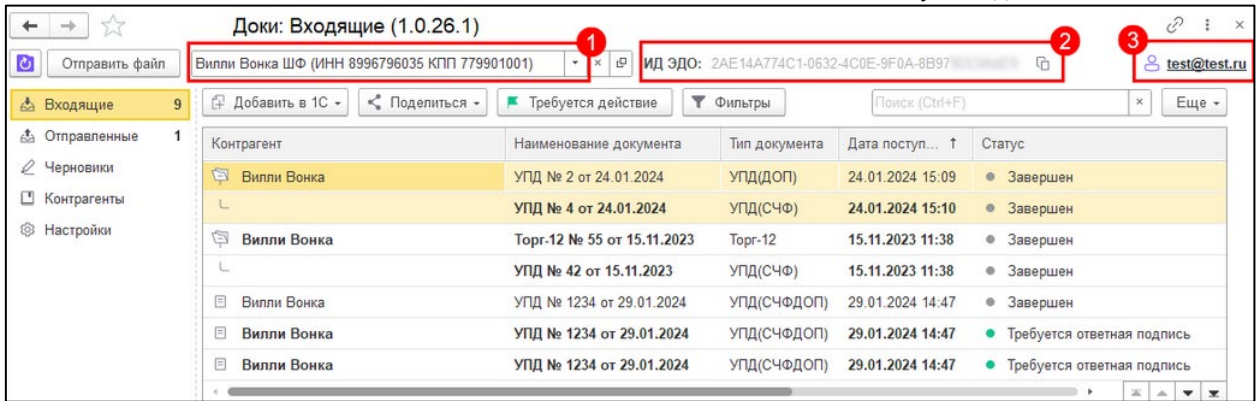 Доки: Входящие (1.0.26.1)
1
2
3
Отправить файл
Вилли Вонка ШФ (ИНН 8996796035 КПП 779901001)
ИД ЭДО: 2AE14A774C1-0632-4C0E-9F0A-8B97
test@test.ru
Входящие 9
Отправленные 1
Черновики
Контрагенты
Настройки
Добавить в 1С Поделиться Требуется действие Фильтры Поиск (Ctrl+F) × Еще
Контрагент Наименование документа Тип документа Дата поступ... ↑ Статус
Вилли Вонка УПД № 2 от 24.01.2024 УПД(ДОП) 24.01.2024 15:09 Завершен
УПД № 4 от 24.01.2024 УПД(СЧФ) 24.01.2024 15:10 Завершен
Вилли Вонка Торг-12 № 55 от 15.11.2023 Торг-12 15.11.2023 11:38 Завершен
УПД № 42 от 15.11.2023 УПД(СЧФ) 15.11.2023 11:38 Завершен
Вилли Вонка УПД № 1234 от 29.01.2024 УПД(СЧФДОП) 29.01.2024 14:47 Завершен
Вилли Вонка УПД № 1234 от 29.01.2024 УПД(СЧФДОП) 29.01.2024 14:47 Требуется ответная подпись
Вилли Вонка УПД № 1234 от 29.01.2024 УПД(СЧФДОП) 29.01.2024 14:47 Требуется ответная подпись